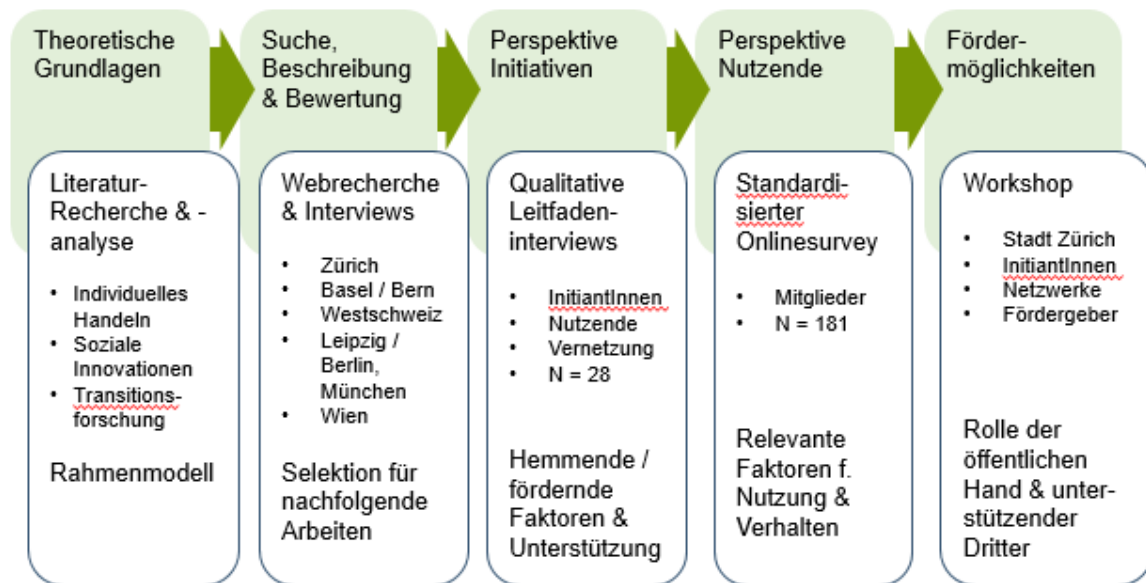 Theoretische
Grundlagen
Literatur-
Recherche & -
analyse
• Individuelles
Handeln
• Soziale
Innovationen
• Transitions-
forschung
Rahmenmodell
Suche,
Beschreibung
& Bewertung
Webrecherche
& Interviews
• Zürich
• Basel / Bern
• Westschweiz
• Leipzig /
Berlin,
München
• Wien
Selektion für
nachfolgende
Arbeiten
Perspektive
Initiativen
Qualitative
Leitfaden-
interviews
• InitiantInnen
• Nutzende
• Vernetzung
• N = 28
Hemmende /
fördernde
Faktoren &
Unterstützung
Perspektive
Nutzende
Standardi-
sierter
Onlinesurvey
• Mitglieder
• N = 181
Relevante
Faktoren f.
Nutzung &
Verhalten
Förder-
möglichkeiten
Workshop
• Stadt Zürich
• InitiantInnen
• Netzwerke
• Fördergeber
Rolle der
öffentlichen
Hand & unter-
stützender
Dritter